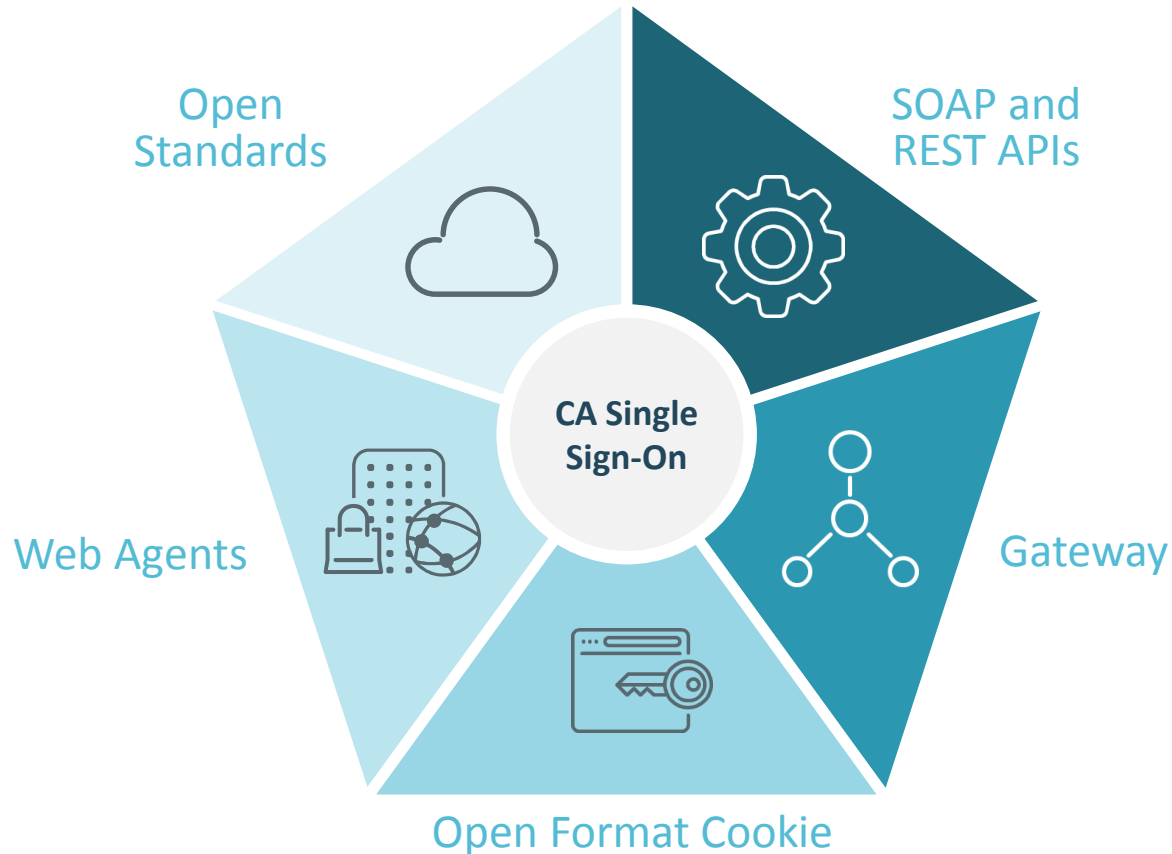 Open
Standards
SOAP and
REST APIs
CA Single
Sign-On
Web Agents
Gateway
Open Format Cookie